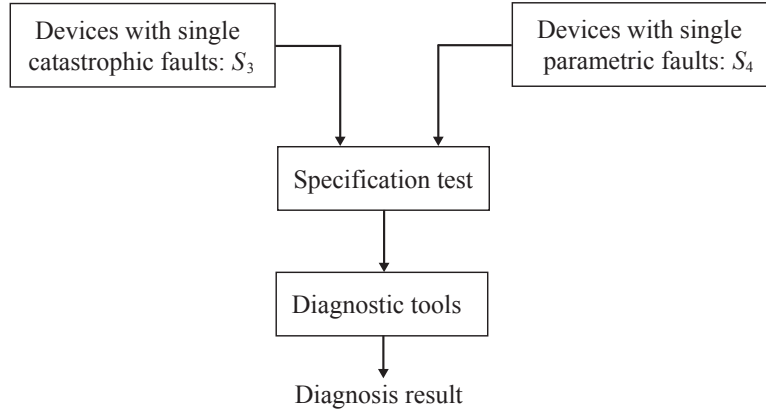 Devices with single
catastrophic faults: S₃
Devices with single
parametric faults: S₄
Specification test
Diagnostic tools
Diagnosis result